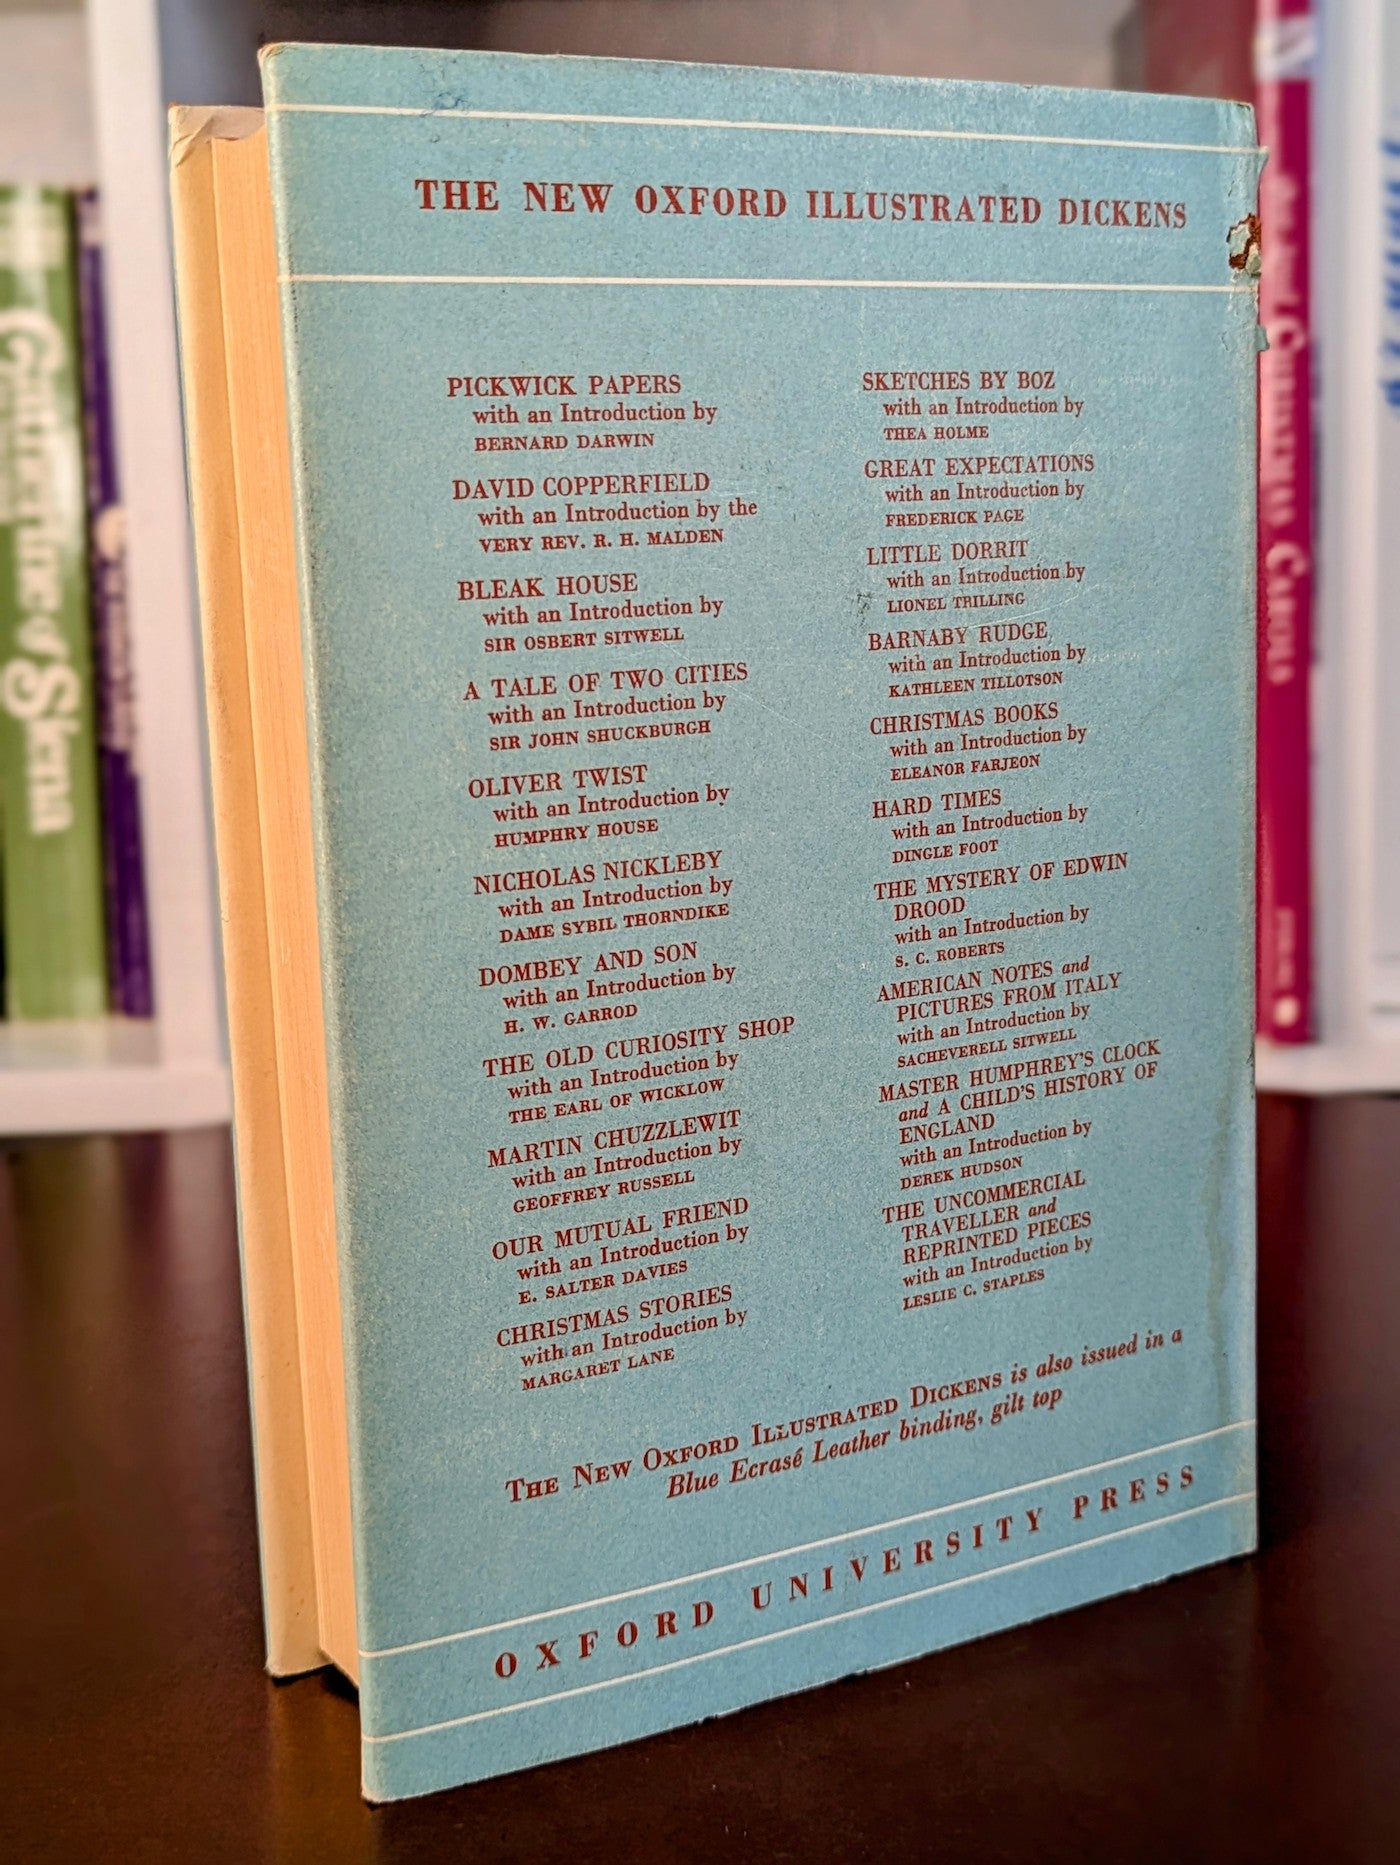 THE NEW OXFORD ILLUSTRATED DICKENS
PICKWICK PAPERS
with an Introduction by
BERNARD DARWIN
DAVID COPPERFIELD
with an Introduction by the
VERY REV. R. H. MALDEN
BLEAK HOUSE
with an Introduction by
SIR OSBERT SITWELL
A TALE OF TWO CITIES
with an Introduction by
SIR JOHN SHUCKBURGH
OLIVER TWIST
with an Introduction by
HUMPHRY HOUSE
NICHOLAS NICKLEBY
with an Introduction by
DAME SYBIL THORNDIKE
DOMBEY AND SON
with an Introduction by
H. W. GARROD
THE OLD CURIOSITY SHOP
with an Introduction by
THE EARL OF WICKLOW
MARTIN CHUZZLEWIT
with an Introduction by
GEOFFREY RUSSELL
OUR MUTUAL FRIEND
with an Introduction by
E. SALTER DAVIES
CHRISTMAS STORIES
with an Introduction by
MARGARET LANE
SKETCHES BY BOZ
with an Introduction by
THEA HOLME
GREAT EXPECTATIONS
with an Introduction by
FREDERICK PAGE
LITTLE DORRIT
with an Introduction by
LIONEL TRILLING
BARNABY RUDGE
with an Introduction by
KATHLEEN TILLOTSON
CHRISTMAS BOOKS
with an Introduction by
ELEANOR FARJEON
HARD TIMES
with an Introduction by
DINGLE FOOT
THE MYSTERY OF EDWIN
DROOD
with an Introduction by
S. C. ROBERTS
AMERICAN NOTES and
PICTURES FROM ITALY
with an Introduction by
SACHEVERELL SITWELL
MASTER HUMPHREY'S CLOCK
and A CHILD'S HISTORY OF
ENGLAND
with an Introduction by
DEREK HUDSON
THE UNCOMMERCIAL
TRAVELLER and
REPRINTED PIECES
with an Introduction by
LESLIE C. STAPLES
THE NEW OXFORD ILLUSTRATED DICKENS is also issued in a
Blue Ecrasé Leather binding, gilt top
OXFORD UNIVERSITY PRESS
Catherine of Siena
Christmas Carols